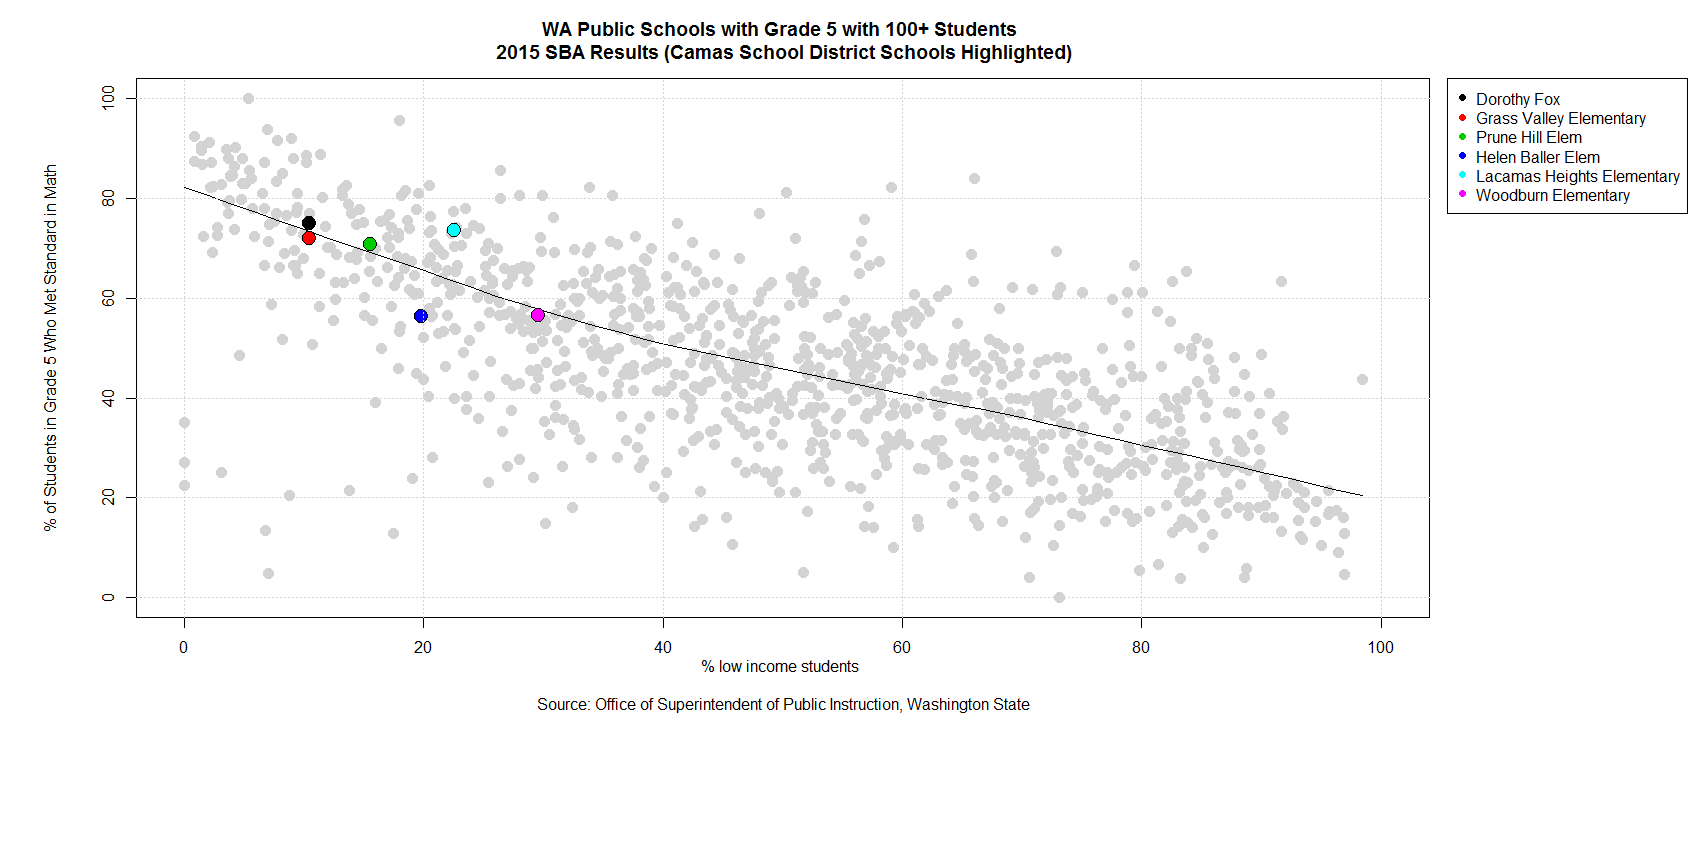 WA Public Schools with Grade 5 with 100+ Students
2015 SBA Results (Camas School District Schools Highlighted)
% of Students in Grade 5 Who Met Standard in Math
100
80
60
40
20
0
0 20 40 60 80 100
% low income students
Source: Office of Superintendent of Public Instruction, Washington State
Dorothy Fox
Grass Valley Elementary
Prune Hill Elem
Helen Baller Elem
Lacamas Heights Elementary
Woodburn Elementary